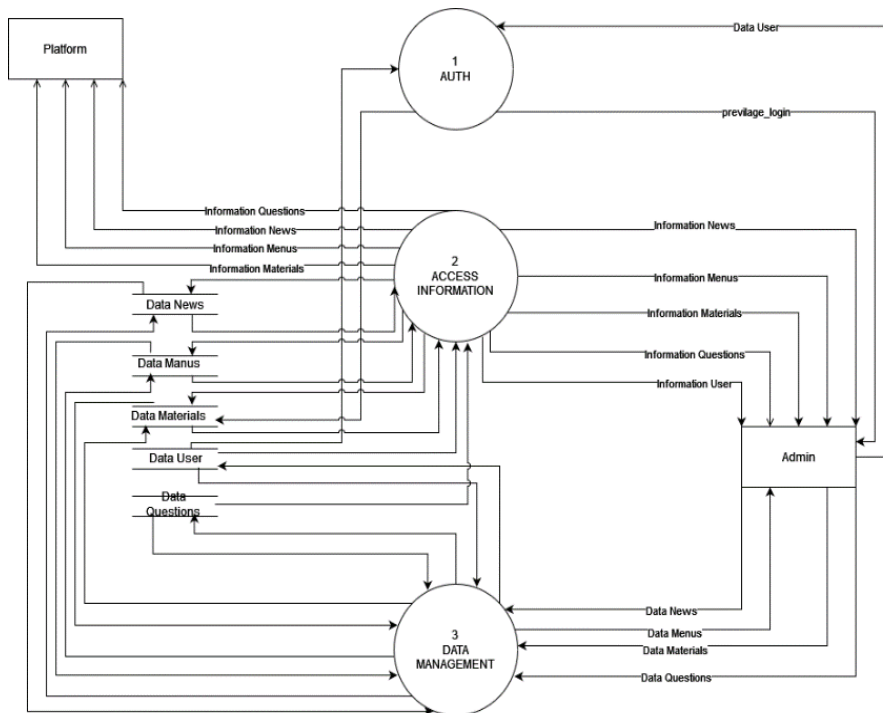 Data User
Platform
1
AUTH
previlage_login
Information Questions
Information News
Information Menus
Information Materials
2
ACCESS
INFORMATION
Information News
Information Menus
Information Materials
Information Questions
Information User
Data News
Data Manus
Data Materials
Data User
Data
Questions
Admin
3
DATA
MANAGEMENT
Data News
Data Menus
Data Materials
Data Questions